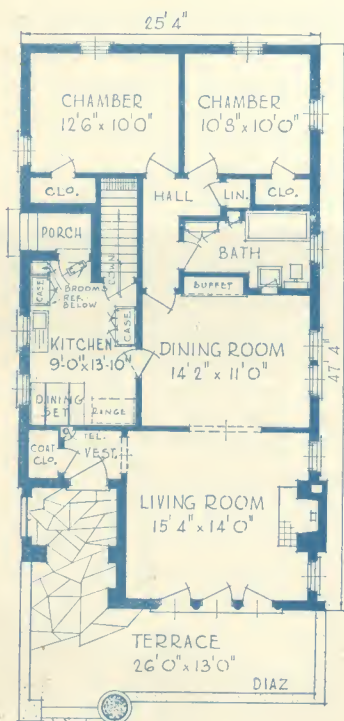 25'4"
CHAMBER
12'6" x 10'0"
CHAMBER
10'8" x 10'0"
CLO.
HALL
LIN.
CLO.
PORCH
DOWN
BATH
CASE
BROOMS
REF.
BELOW
BUFFET
CASE
KITCHEN
9'-0" x 13'-10"
DINING ROOM
14'2" x 11'0"
47'4"
DINING
SET
RANGE
TEL.
COAT
CLO.
VEST.
LIVING ROOM
15'4" x 14'0"
TERRACE
26'0" x 13'0"
DIAZ